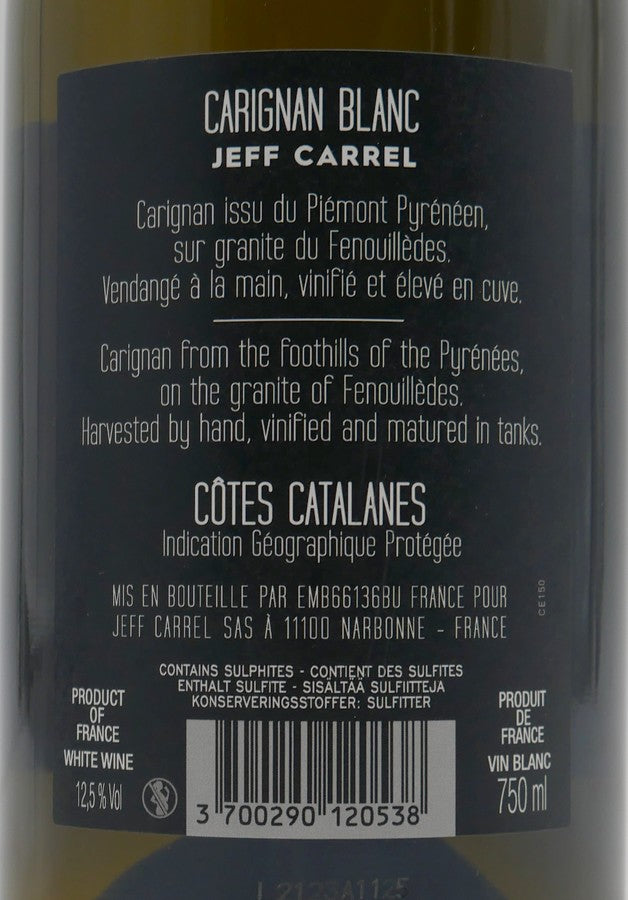 CARIGNAN BLANC
JEFF CARREL
Carignan issu du Piémont Pyrénéen,
sur granite du Fenouillèdes.
Vendangé à la main, vinifié et élevé en cuve.
Carignan from the foothills of the Pyrénées,
on the granite of Fenouillèdes.
Harvested by hand, vinified and matured in tanks.
CÔTES CATALANES
Indication Géographique Protégée
MIS EN BOUTEILLE PAR EMB66136BU FRANCE POUR
JEFF CARREL SAS À 11100 NARBONNE - FRANCE
CE150
CONTAINS SULPHITES - CONTIENT DES SULFITES
ENTHALT SULFITE - SISÄLTÄÄ SULFIITTEJA
KONSERVERINGSSTOFFER: SULFITTER
PRODUCT
OF
FRANCE
WHITE WINE
12,5 % Vol
PRODUIT
DE
FRANCE
VIN BLANC
750 ml
3 700290 120538
L2123A1125